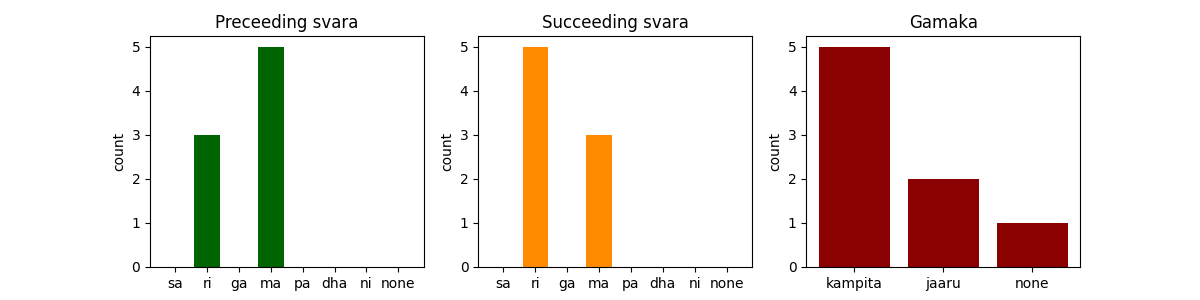 Preceeding svara
count
5
4
3
2
1
0
sa ri ga ma pa dha ni none
Succeeding svara
count
5
4
3
2
1
0
sa ri ga ma pa dha ni none
Gamaka
count
5
4
3
2
1
0
kampita jaaru none